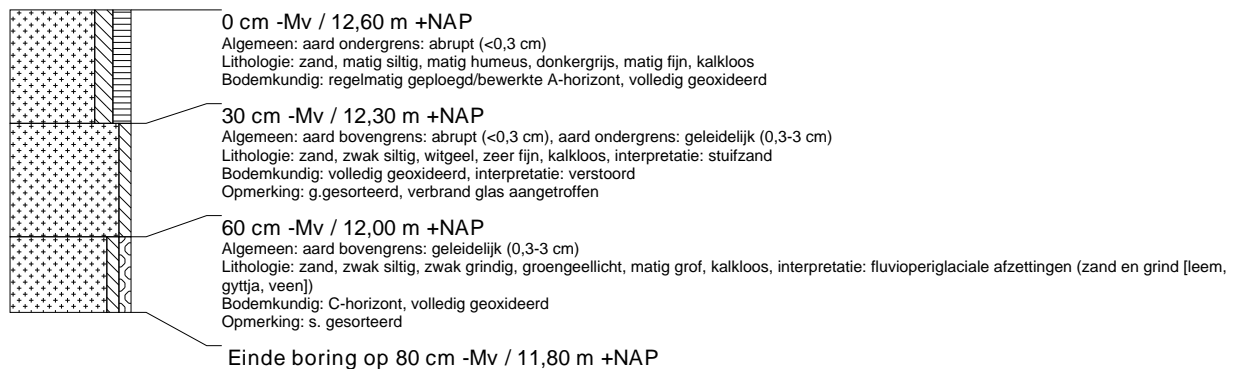 0 cm -Mv / 12,60 m +NAP
Algemeen: aard ondergrens: abrupt (<0,3 cm)
Lithologie: zand, matig siltig, matig humeus, donkergrijs, matig fijn, kalkloos
Bodemkundig: regelmatig geploegd/bewerkte A-horizont, volledig geoxideerd
30 cm -Mv / 12,30 m +NAP
Algemeen: aard bovengrens: abrupt (<0,3 cm), aard ondergrens: geleidelijk (0,3-3 cm)
Lithologie: zand, zwak siltig, witgeel, zeer fijn, kalkloos, interpretatie: stuifzand
Bodemkundig: volledig geoxideerd, interpretatie: verstoord
Opmerking: g.gesorteerd, verbrand glas aangetroffen
60 cm -Mv / 12,00 m +NAP
Algemeen: aard bovengrens: geleidelijk (0,3-3 cm)
Lithologie: zand, zwak siltig, zwak grindig, groengeellicht, matig grof, kalkloos, interpretatie: fluvioperiglaciale afzettingen (zand en grind [leem,
gyttja, veen])
Bodemkundig: C-horizont, volledig geoxideerd
Opmerking: s. gesorteerd
Einde boring op 80 cm -Mv / 11,80 m +NAP